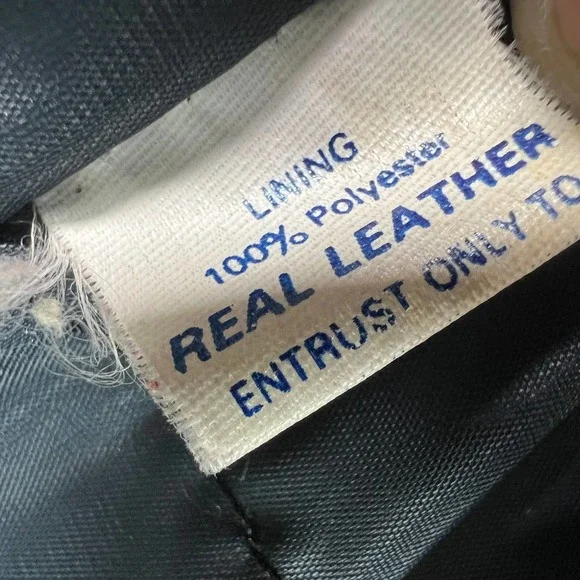 LINING
100% Polyester
REAL LEATHER
ENTRUST ONLY TO